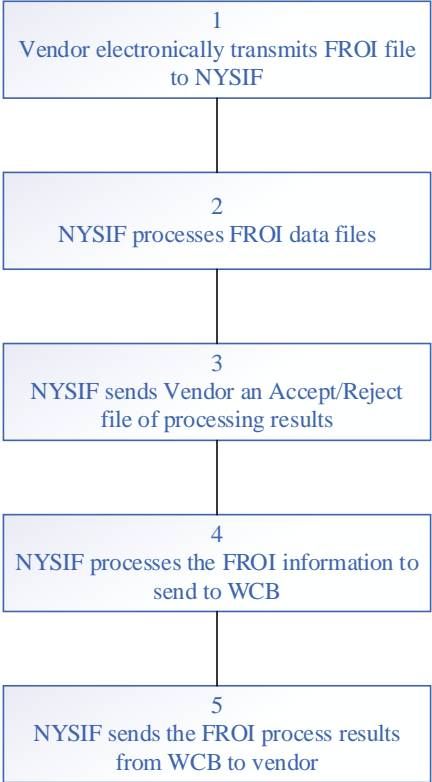 1
Vendor electronically transmits FROI file
to NYSIF
2
NYSIF processes FROI data files
3
NYSIF sends Vendor an Accept/Reject
file of processing results
4
NYSIF processes the FROI information to
send to WCB
5
NYSIF sends the FROI process results
from WCB to vendor